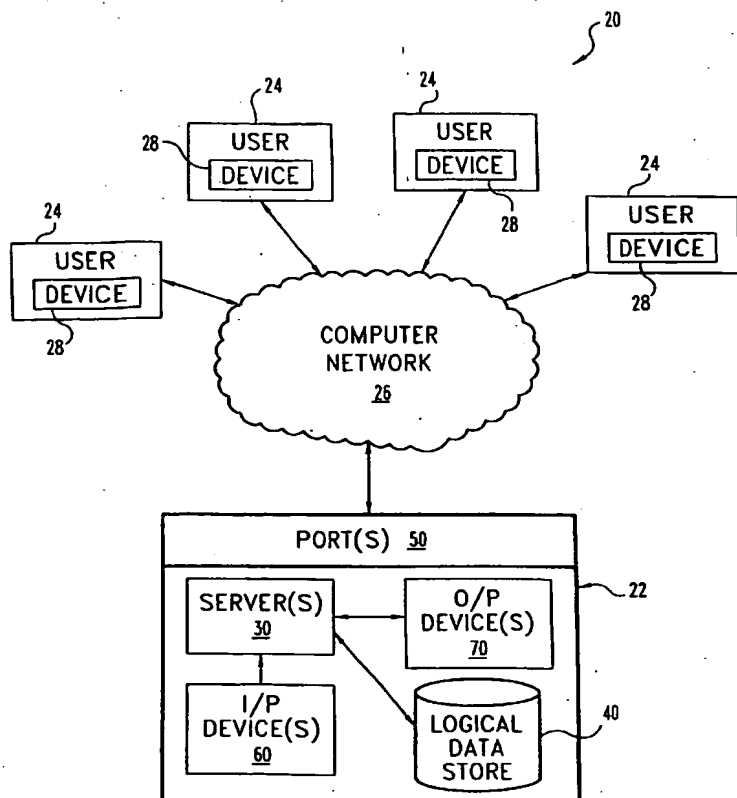 20
24
USER
28
DEVICE
24
USER
DEVICE
28
24
USER
DEVICE
28
24
USER
DEVICE
28
COMPUTER
NETWORK
26
PORT(S) 50
22
SERVER(S)
30
O/P
DEVICE(S)
70
I/P
DEVICE(S)
60
LOGICAL
DATA
STORE
40